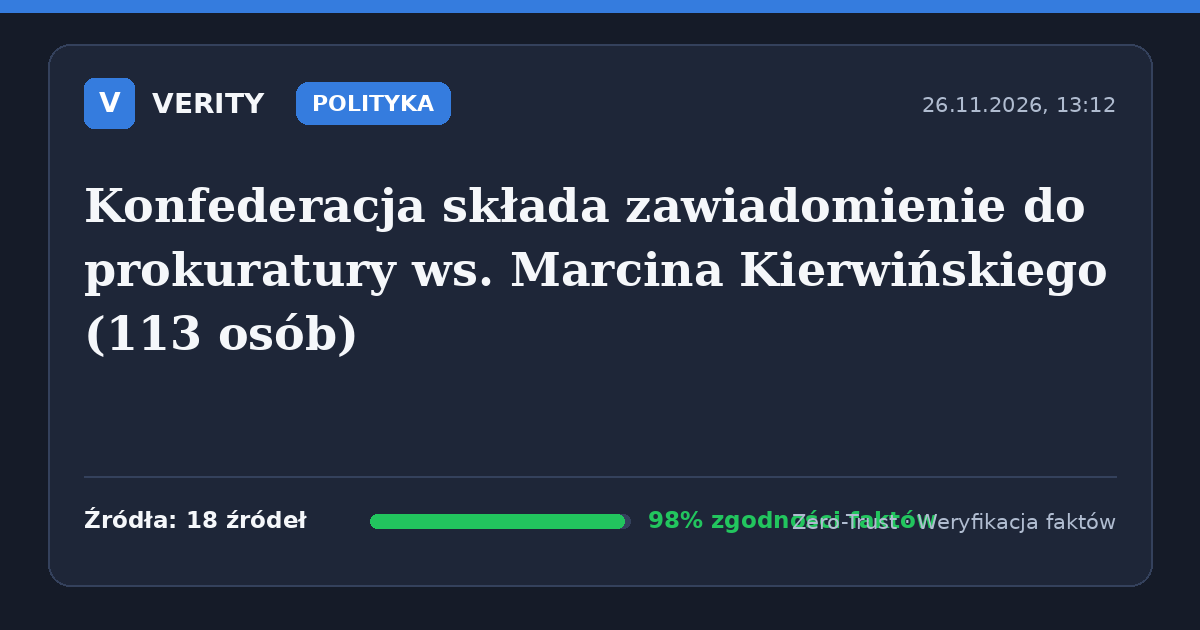 V VERITY POLITYKA 26.11.2026, 13:12
Konfederacja składa zawiadomienie do
prokuratury ws. Marcina Kierwińskiego
(113 osób)
Źródła: 18 źródeł 98% zgodności faktów Zero-Trust · Weryfikacja faktów